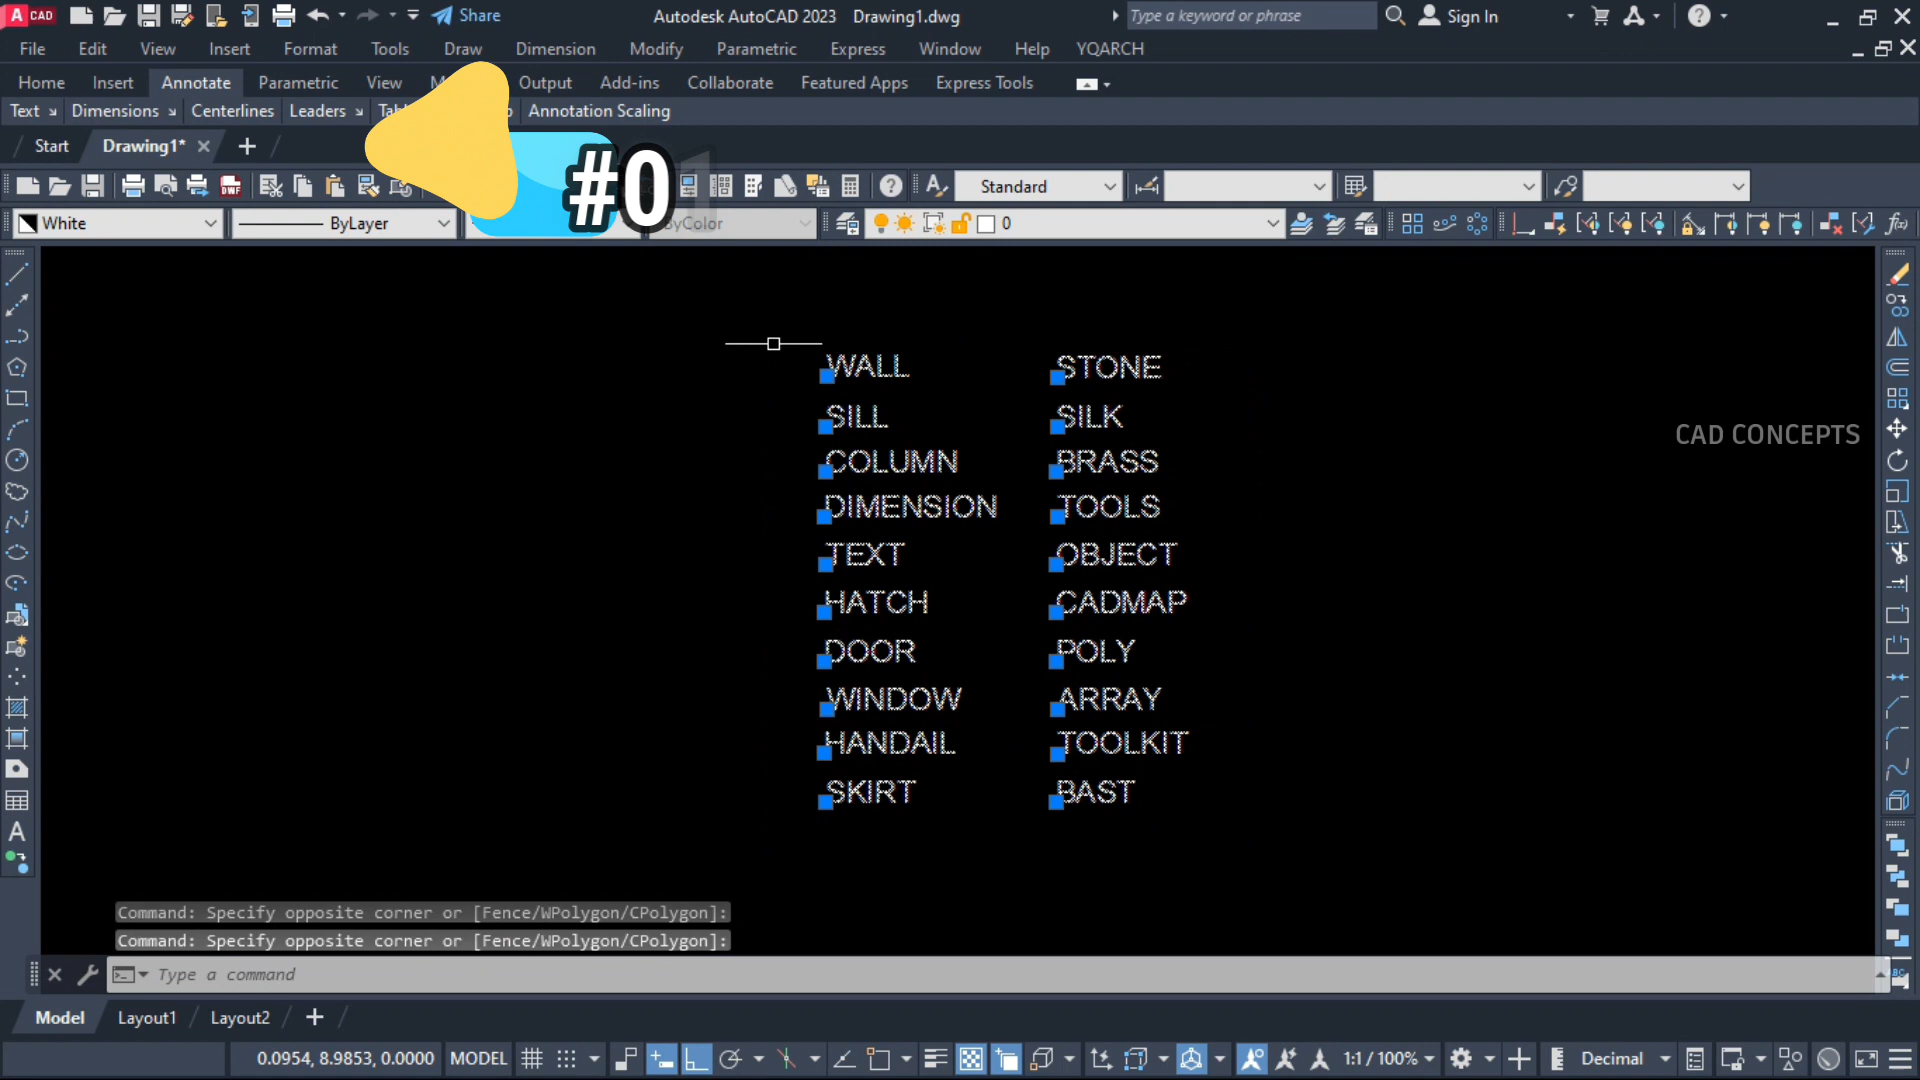 CAD
Share
Autodesk AutoCAD 2023 Drawing1.dwg
Type a keyword or phrase
Sign In
File Edit View Insert Format Tools Draw Dimension Modify Parametric Express Window Help YQARCH
Home Insert Annotate Parametric View Output Add-ins Collaborate Featured Apps Express Tools
Text Dimensions Centerlines Leaders Annotation Scaling
Start Drawing1*
#01
DWF
Standard
White ByLayer ByColor 0
WALL STONE
SILL SILK
COLUMN BRASS
DIMENSION TOOLS
TEXT OBJECT
HATCH CADMAP
DOOR POLY
WINDOW ARRAY
HANDAIL TOOLKIT
SKIRT BAST
CAD CONCEPTS
Command: Specify opposite corner or [Fence/WPolygon/CPolygon]:
Command: Specify opposite corner or [Fence/WPolygon/CPolygon]:
Type a command
Model Layout1 Layout2
0.0954, 8.9853, 0.0000 MODEL 1:1 / 100% Decimal